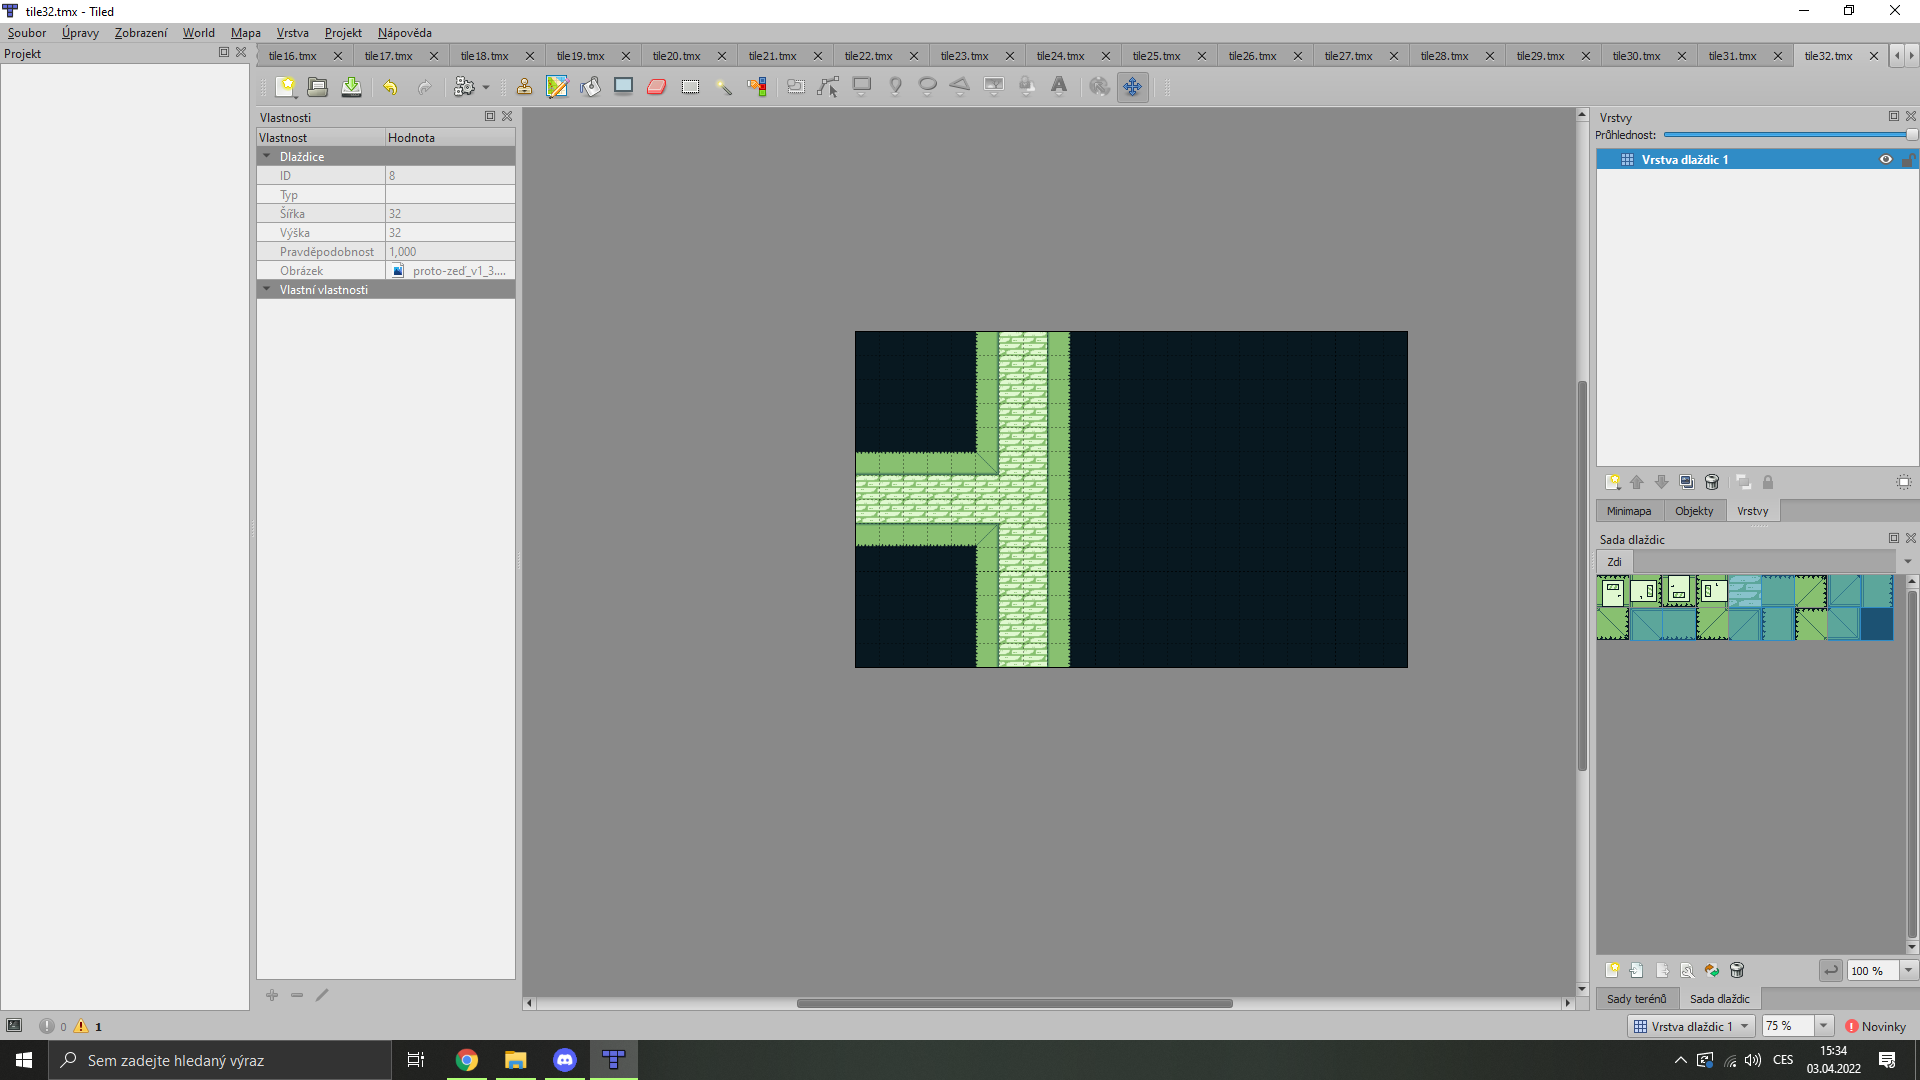 tile32.tmx - Tiled
Soubor Úpravy Zobrazení World Mapa Vrstva Projekt Nápověda
Projekt
tile16.tmx tile17.tmx tile18.tmx tile19.tmx tile20.tmx tile21.tmx tile22.tmx tile23.tmx tile24.tmx tile25.tmx tile26.tmx tile27.tmx tile28.tmx tile29.tmx tile30.tmx tile31.tmx tile32.tmx
Vlastnosti
Vlastnost Hodnota
Dlaždice
ID 8
Typ
Šířka 32
Výška 32
Pravděpodobnost 1,000
Obrázek proto-zeď_v1_3....
Vlastní vlastnosti
Vrstvy
Průhlednost:
Vrstva dlaždic 1
Minimapa Objekty Vrstvy
Sada dlaždic
Zdi
100 %
Sady terénů Sada dlaždic
0 1
Vrstva dlaždic 1 75 % Novinky
Sem zadejte hledaný výraz
CES
15:34
03.04.2022